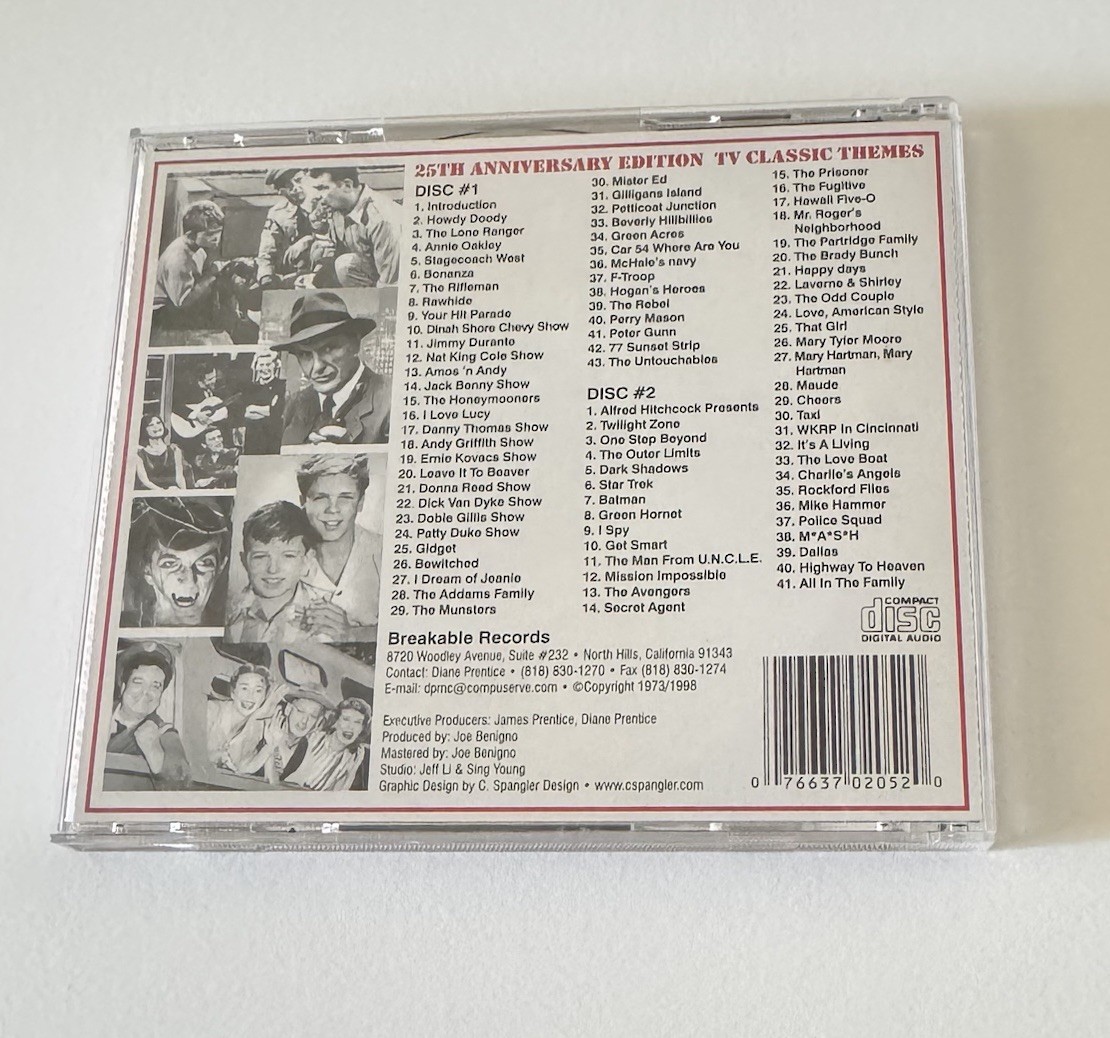 25TH ANNIVERSARY EDITION TV CLASSIC THEMES
DISC #1
1. Introduction
2. Howdy Doody
3. The Lone Ranger
4. Annie Oakley
5. Stagecoach West
6. Bonanza
7. The Rifleman
8. Rawhide
9. Your Hit Parade
10. Dinah Shore Chevy Show
11. Jimmy Durante
12. Nat King Cole Show
13. Amos 'n Andy
14. Jack Benny Show
15. The Honeymooners
16. I Love Lucy
17. Danny Thomas Show
18. Andy Griffith Show
19. Ernie Kovacs Show
20. Leave It To Beaver
21. Donna Reed Show
22. Dick Van Dyke Show
23. Dobie Gillis Show
24. Patty Duke Show
25. Gidget
26. Bewitched
27. I Dream of Jeanie
28. The Addams Family
29. The Munsters
30. Mister Ed
31. Gilligans Island
32. Petticoat Junction
33. Beverly Hillbillies
34. Green Acres
35. Car 54 Where Are You
36. McHale's navy
37. F-Troop
38. Hogan's Heroes
39. The Rebel
40. Perry Mason
41. Peter Gunn
42. 77 Sunset Strip
43. The Untouchables
DISC #2
1. Alfred Hitchcock Presents
2. Twilight Zone
3. One Step Beyond
4. The Outer Limits
5. Dark Shadows
6. Star Trek
7. Batman
8. Green Hornet
9. I Spy
10. Get Smart
11. The Man From U.N.C.L.E.
12. Mission Impossible
13. The Avengers
14. Secret Agent
15. The Prisoner
16. The Fugitive
17. Hawaii Five-O
18. Mr. Roger's
Neighborhood
19. The Partridge Family
20. The Brady Bunch
21. Happy days
22. Laverne & Shirley
23. The Odd Couple
24. Love, American Style
25. That Girl
26. Mary Tyler Moore
27. Mary Hartman, Mary
Hartman
28. Maude
29. Cheers
30. Taxi
31. WKRP In Cincinnati
32. It's A Living
33. The Love Boat
34. Charlie's Angels
35. Rockford Files
36. Mike Hammer
37. Police Squad
38. M*A*S*H
39. Dallas
40. Highway To Heaven
41. All In The Family
COMPACT
disc
DIGITAL AUDIO
Breakable Records
8720 Woodley Avenue, Suite #232 • North Hills, California 91343
Contact: Diane Prentice • (818) 830-1270 • Fax (818) 830-1274
E-mail: dprnc@compuserve.com • ©Copyright 1973/1998
Executive Producers: James Prentice, Diane Prentice
Produced by: Joe Benigno
Mastered by: Joe Benigno
Studio: Jeff Li & Sing Young
Graphic Design by C. Spangler Design • www.cspangler.com
0 76637 02052 0